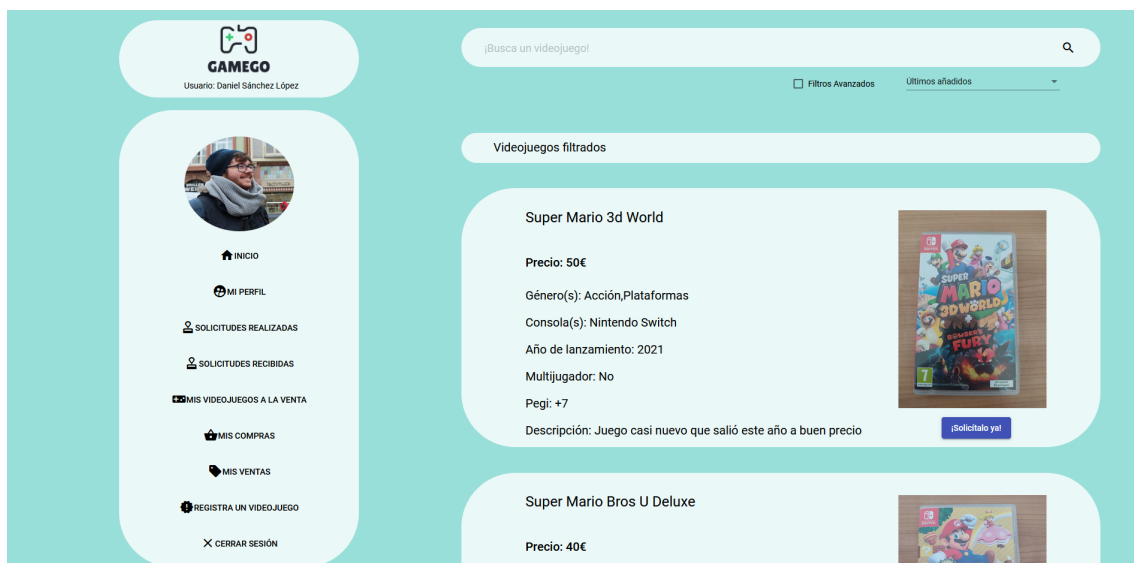 GAMEGO
Usuario: Daniel Sánchez López
INICIO
MI PERFIL
SOLICITUDES REALIZADAS
SOLICITUDES RECIBIDAS
MIS VIDEOJUEGOS A LA VENTA
MIS COMPRAS
MIS VENTAS
REGISTRA UN VIDEOJUEGO
CERRAR SESIÓN
¡Busca un videojuego!
Filtros Avanzados
Últimos añadidos
Videojuegos filtrados
Super Mario 3d World
Precio: 50€
Género(s): Acción,Plataformas
Consola(s): Nintendo Switch
Año de lanzamiento: 2021
Multijugador: No
Pegi: +7
Descripción: Juego casi nuevo que salió este año a buen precio
SUPER
MARIO
3D WORLD
+
BOWSER'S
FURY
7
¡Solicítalo ya!
Super Mario Bros U Deluxe
Precio: 40€